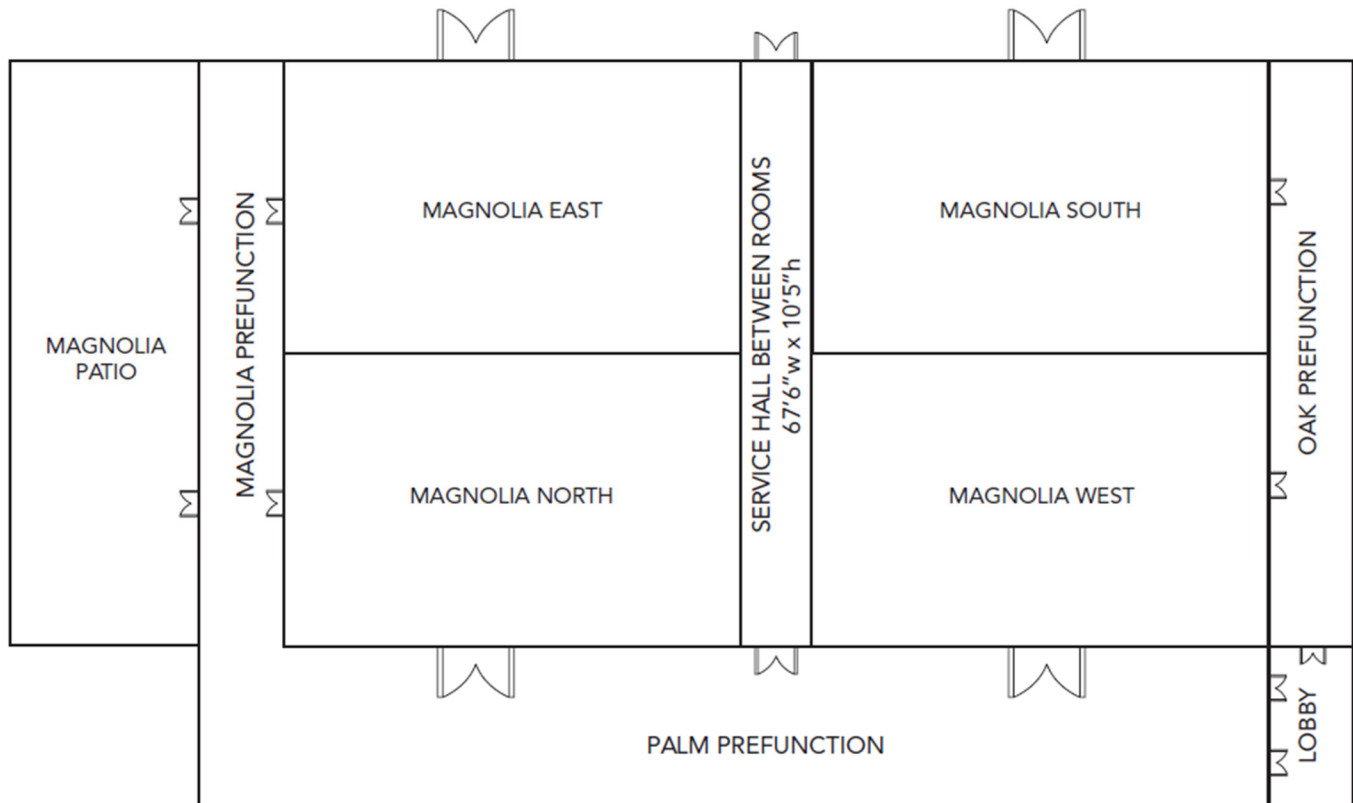 MAGNOLIA
PATIO
MAGNOLIA PREFUNCTION
MAGNOLIA EAST
MAGNOLIA NORTH
SERVICE HALL BETWEEN ROOMS
67'6"w x 10'5"h
MAGNOLIA SOUTH
MAGNOLIA WEST
OAK PREFUNCTION
PALM PREFUNCTION
LOBBY